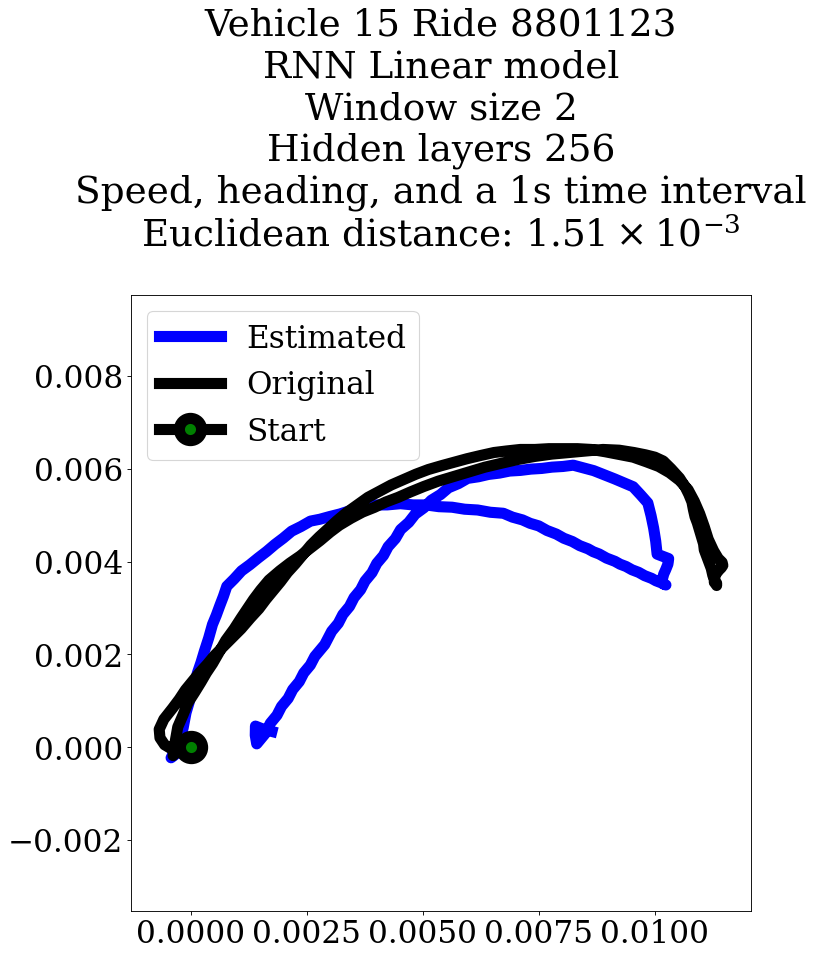 Vehicle 15 Ride 8801123
RNN Linear model
Window size 2
Hidden layers 256
Speed, heading, and a 1s time interval
Euclidean distance: 1.51 × 10⁻³
Estimated
Original
Start
0.008
0.006
0.004
0.002
0.000
−0.002
0.0000 0.0025 0.0050 0.0075 0.0100